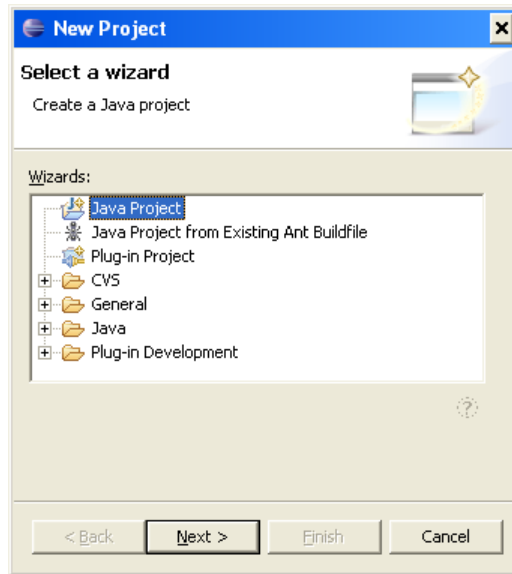 New Project
Select a wizard
Create a Java project
Wizards:
Java Project
Java Project from Existing Ant Buildfile
Plug-in Project
CVS
General
Java
Plug-in Development
< Back Next > Finish Cancel